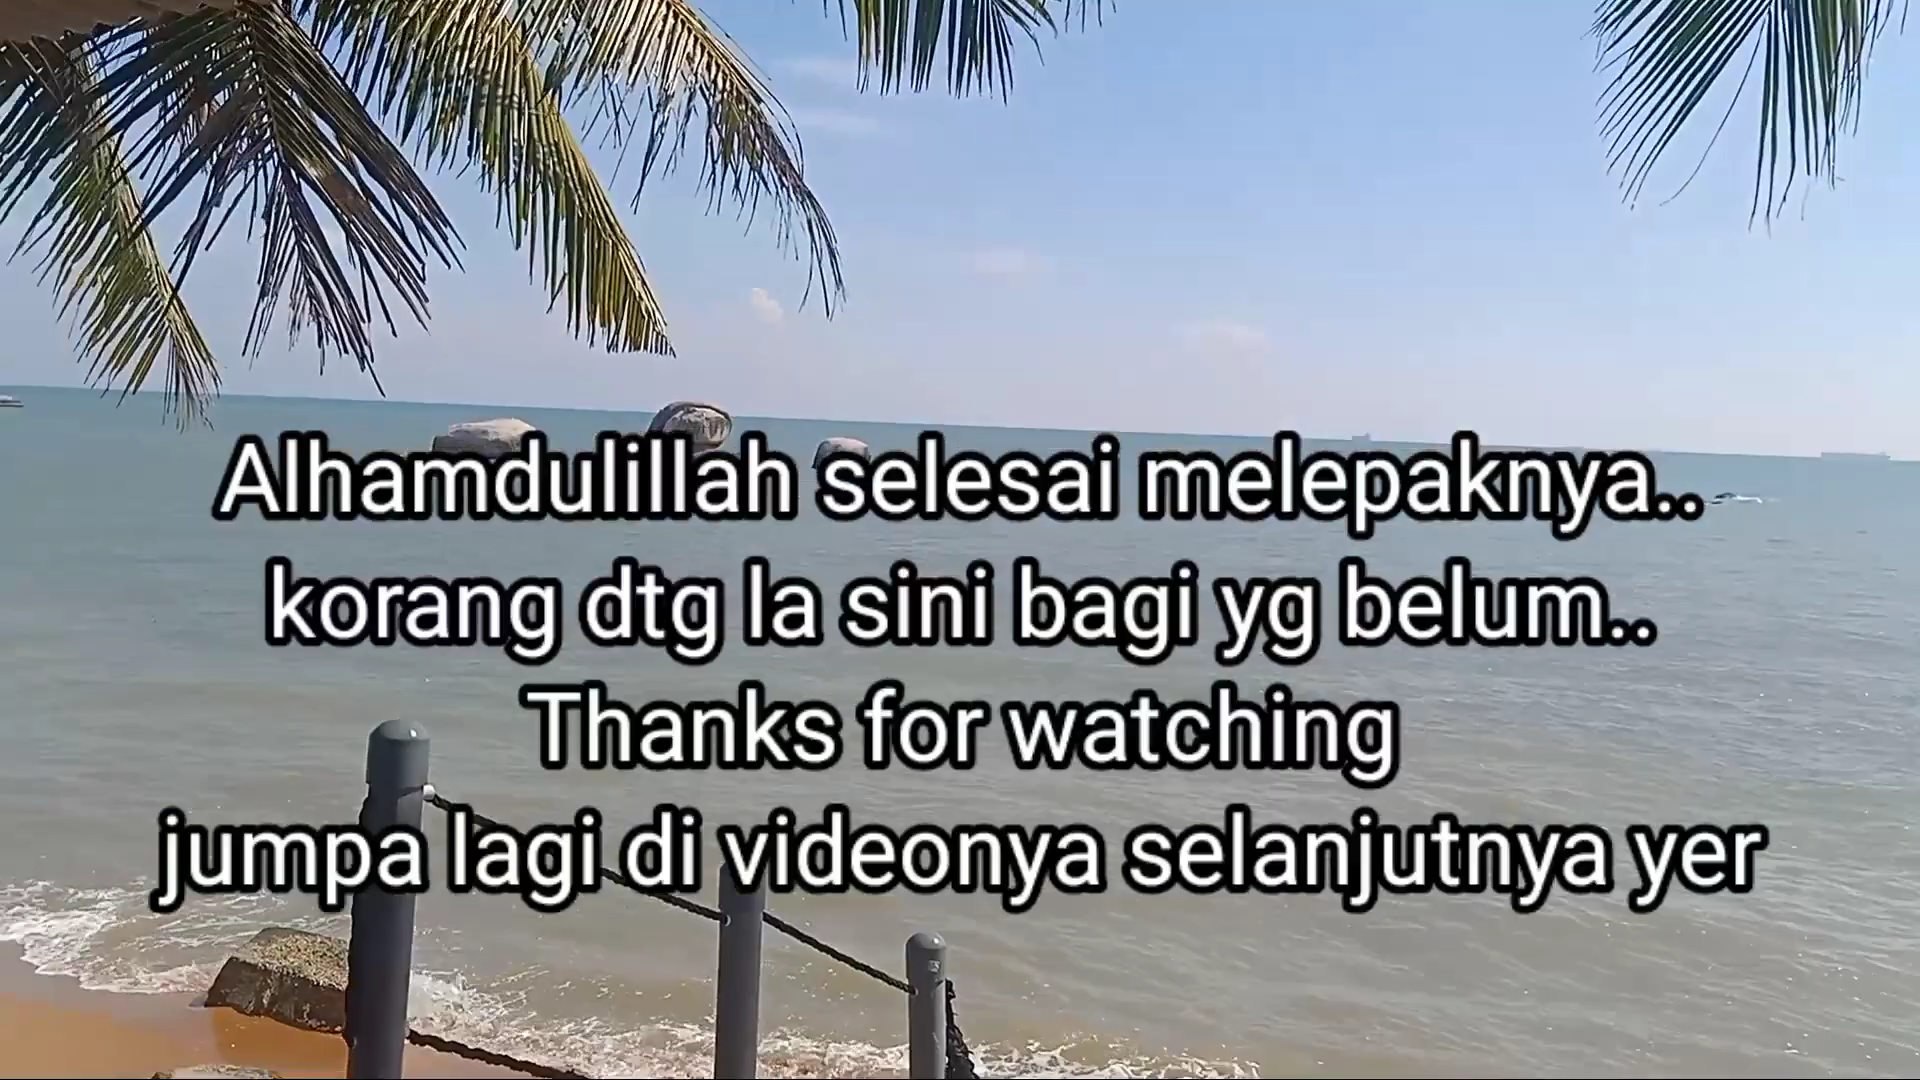 Alhamdulillah selesai melepaknya..
korang dtg la sini bagi yg belum..
Thanks for watching
jumpa lagi di videonya selanjutnya yer